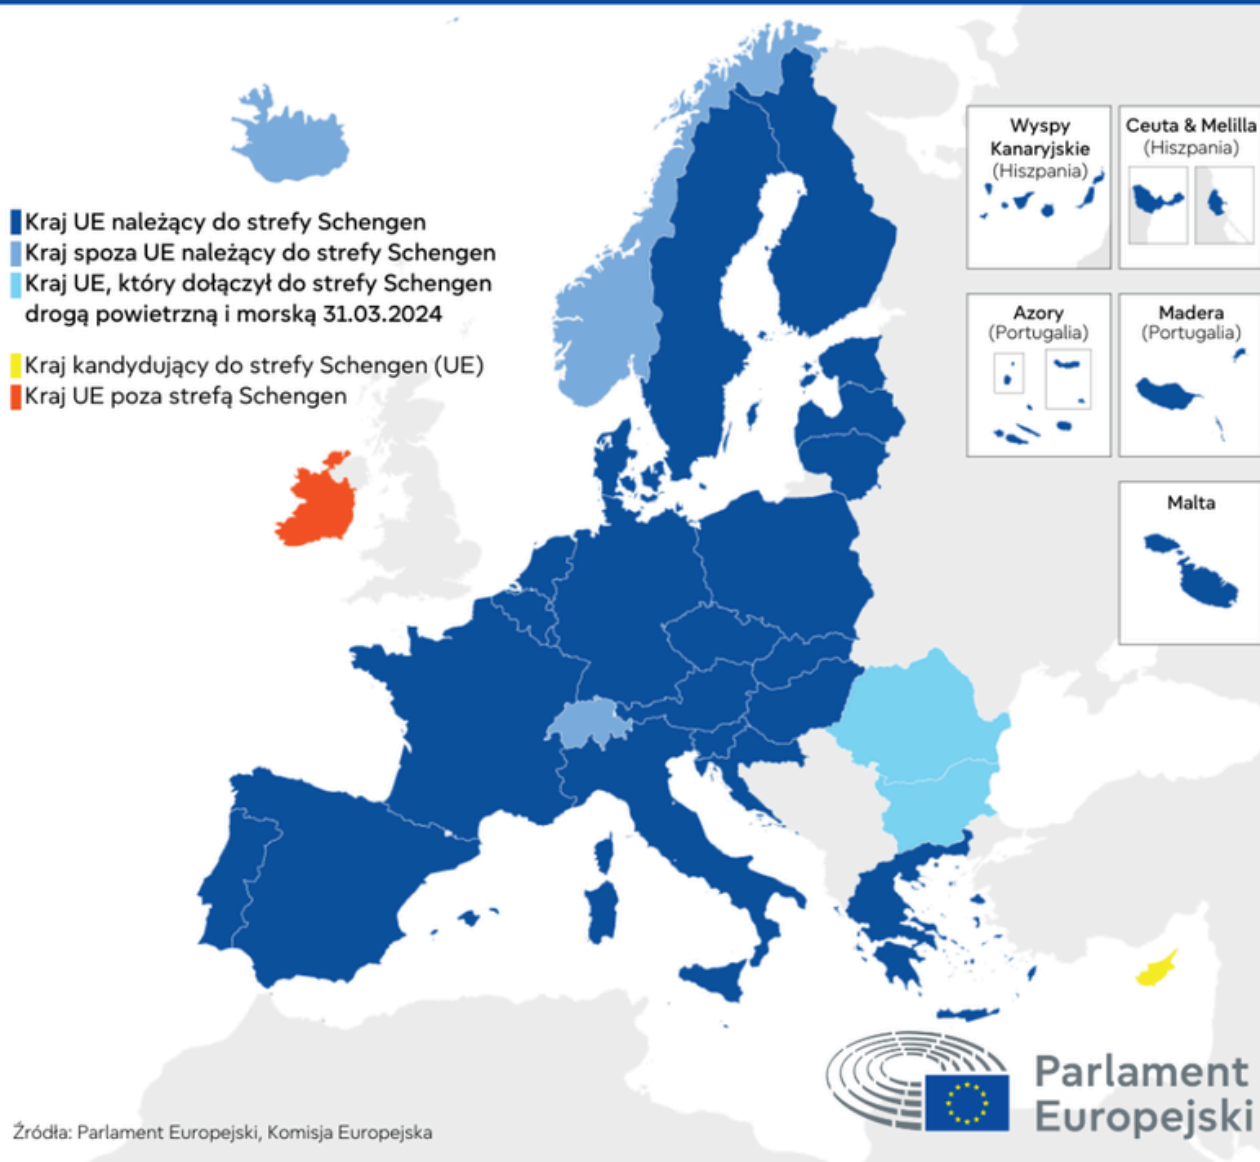 Kraj UE należący do strefy Schengen
Kraj spoza UE należący do strefy Schengen
Kraj UE, który dołączył do strefy Schengen
drogą powietrzną i morską 31.03.2024
Kraj kandydujący do strefy Schengen (UE)
Kraj UE poza strefą Schengen
Wyspy
Kanaryjskie
(Hiszpania)
Ceuta & Melilla
(Hiszpania)
Azory
(Portugalia)
Madera
(Portugalia)
Malta
Parlament
Europejski
Źródła: Parlament Europejski, Komisja Europejska